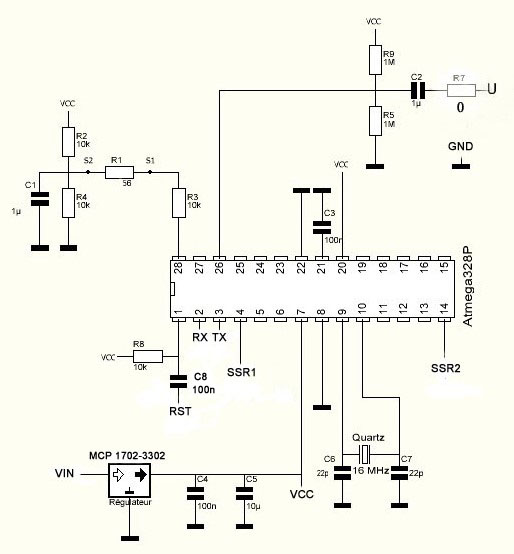 VCC
R9
1M
C2
1µ
R7
0
U
R5
1M
GND
VCC
R2
10k
S2
R1
56
S1
VCC
C1
1µ
R4
10k
R3
10k
C3
100n
28 27 26 25 24 23 22 21 20 19 18 17 16 15
Atmega328P
1 2 3 4 5 6 7 8 9 10 11 12 13 14
RX TX
R8
VCC
10k
C8
100n
RST
SSR1
SSR2
Quartz
16 MHz
C6
22p
C7
22p
MCP 1702-3302
VIN
Régulateur
C4
100n
C5
10µ
VCC